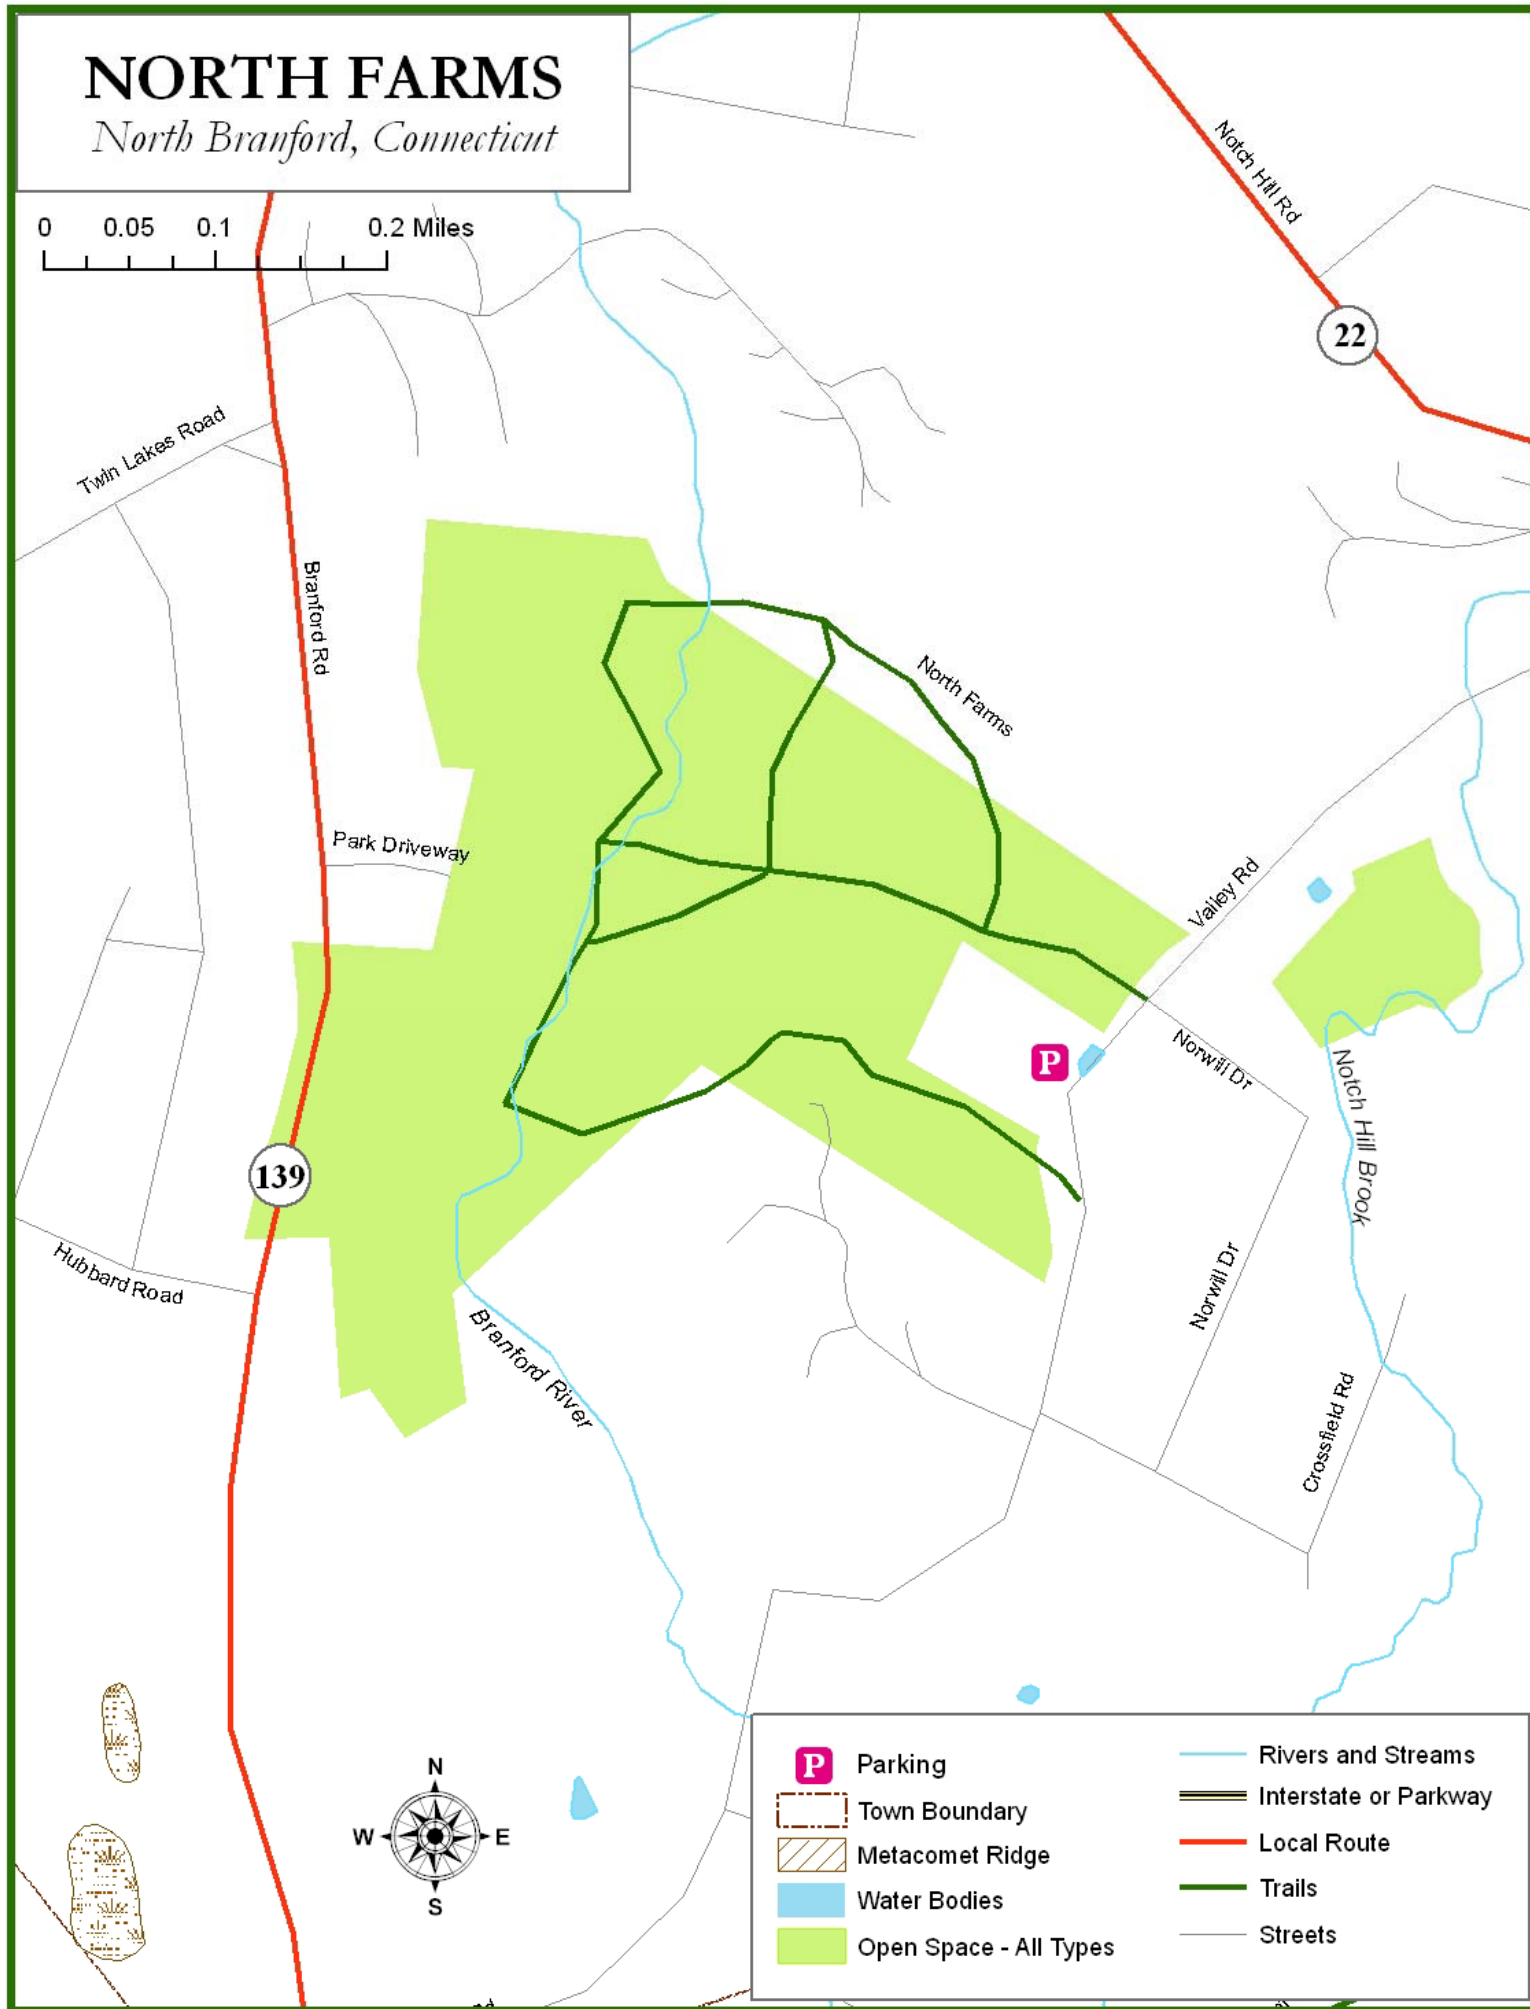 NORTH FARMS
North Branford, Connecticut
0 0.05 0.1 0.2 Miles
Notch Hill Rd
22
Twin Lakes Road
Branford Rd
North Farms
Park Driveway
Valley Rd
P
Norwill Dr
Notch Hill Brook
139
Hubbard Road
Norwill Dr
Branford River
Crossfield Rd
N
W E
S
P Parking
Town Boundary
Metacomet Ridge
Water Bodies
Open Space - All Types
Rivers and Streams
Interstate or Parkway
Local Route
Trails
Streets